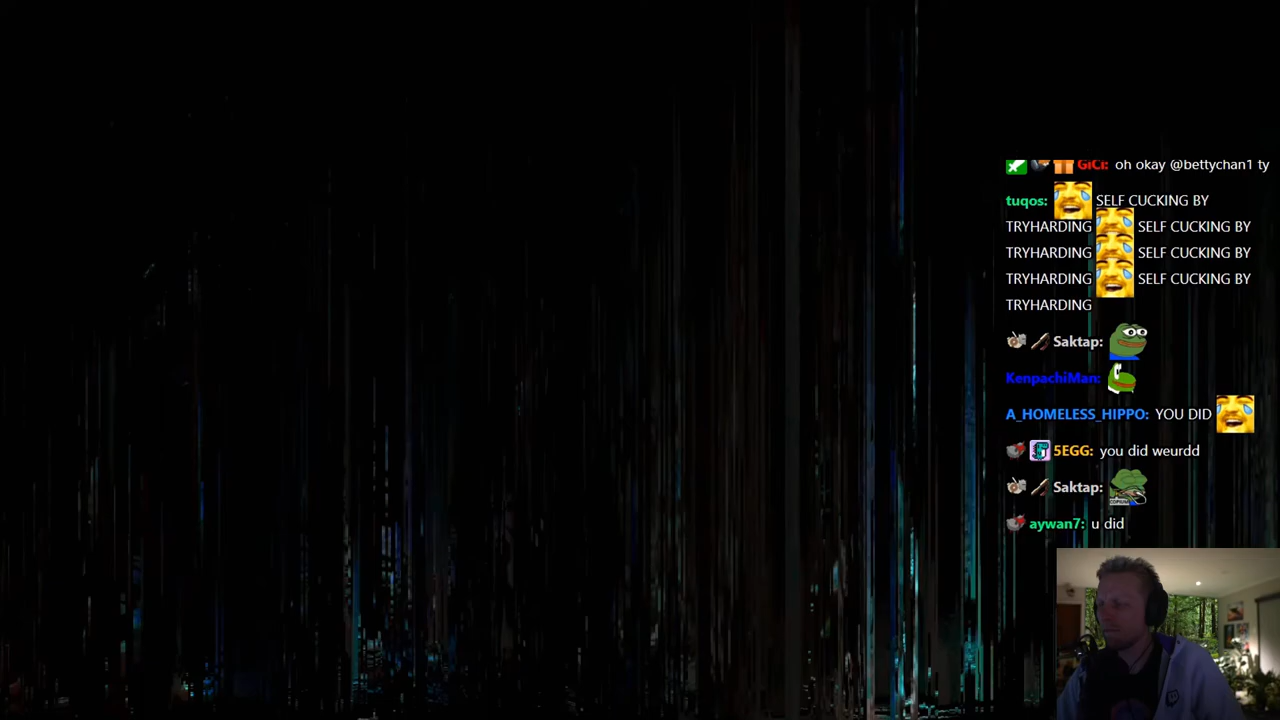 GiCi: oh okay @bettychan1 ty
tuqos: SELF CUCKING BY
TRYHARDING SELF CUCKING BY
TRYHARDING SELF CUCKING BY
TRYHARDING SELF CUCKING BY
TRYHARDING
Saktap:
KenpachiMan:
A_HOMELESS_HIPPO: YOU DID
5EGG: you did weurdd
Saktap:
aywan7: u did